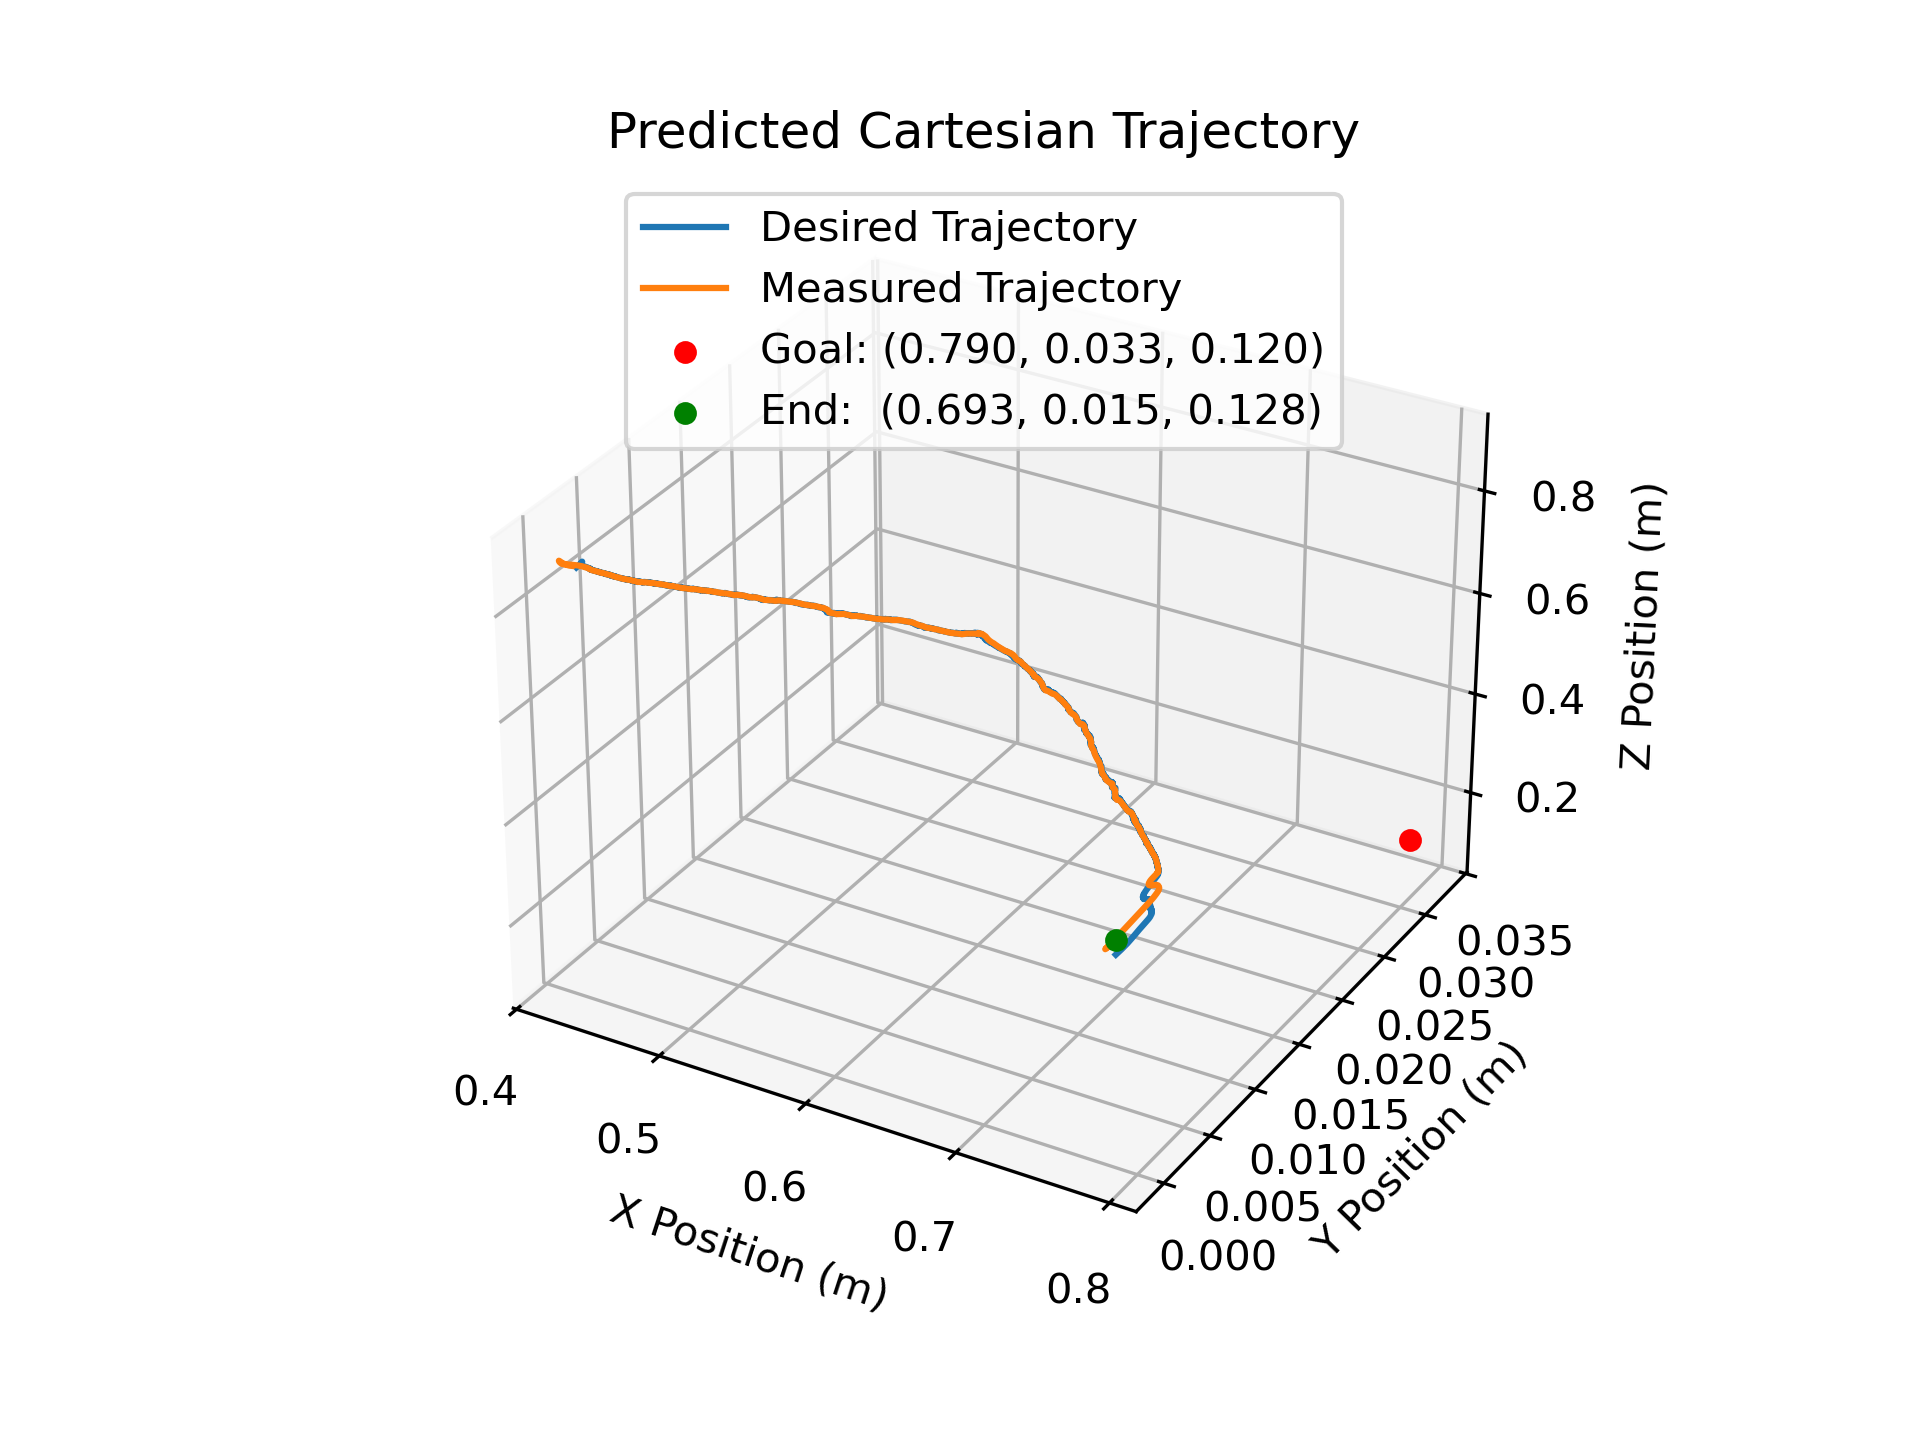 Predicted Cartesian Trajectory
Desired Trajectory
Measured Trajectory
Goal: (0.790, 0.033, 0.120)
End:  (0.693, 0.015, 0.128)
0.8
0.6
0.4
0.2
Z Position (m)
0.035
0.030
0.025
0.020
0.015
0.010
0.005
0.000
Y Position (m)
0.4
0.5
0.6
0.7
0.8
X Position (m)